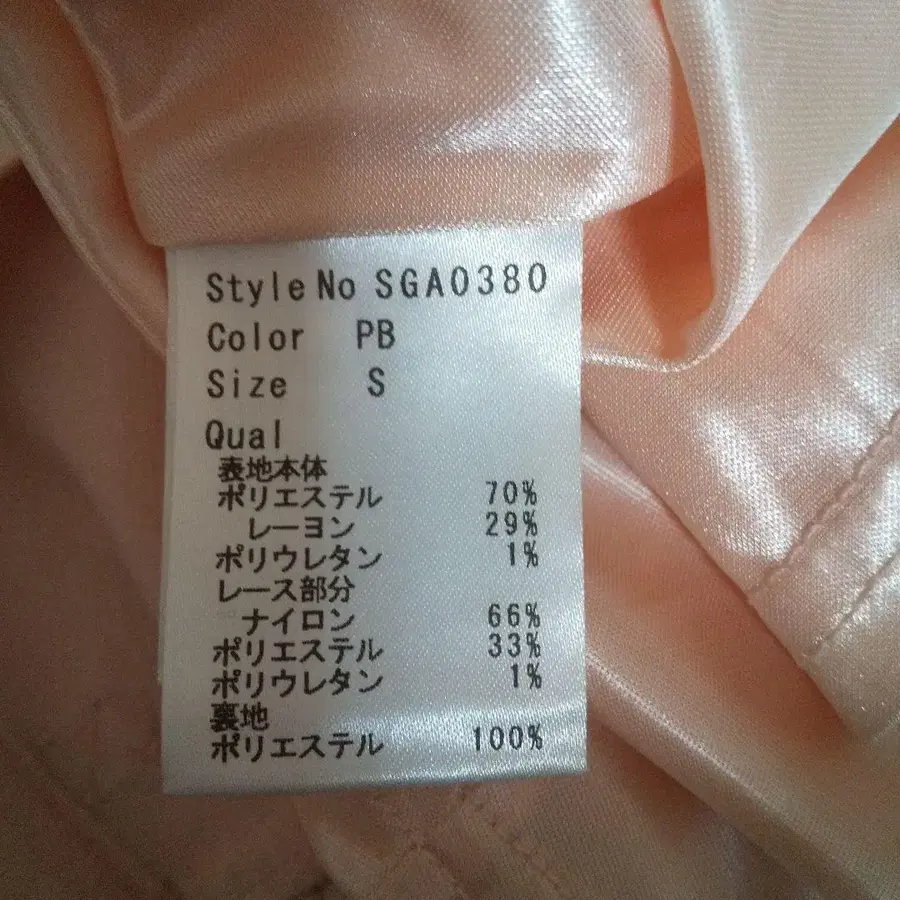 Style No SGA0380
Color PB
Size S
Qual
表地本体
ポリエステル 70%
レーヨン 29%
ポリウレタン 1%
レース部分
ナイロン 66%
ポリエステル 33%
ポリウレタン 1%
裏地
ポリエステル 100%